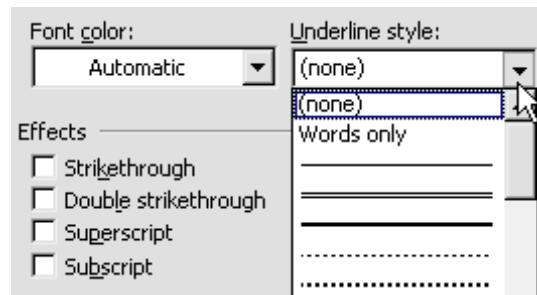 Font color: Underline style:
Automatic (none)
(none)
Effects Words only
Strikethrough
Double strikethrough
Superscript
Subscript